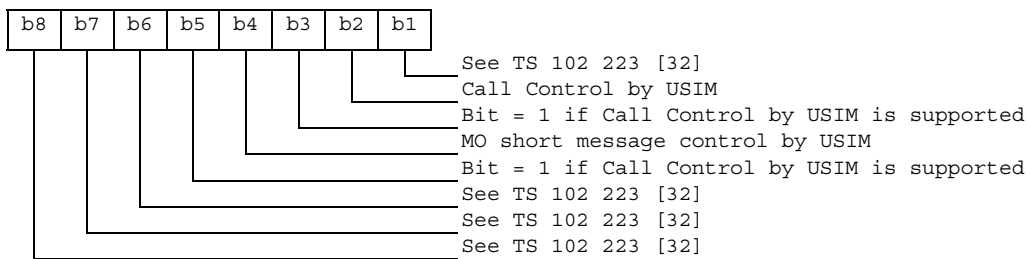 b8 b7 b6 b5 b4 b3 b2 b1
See TS 102 223 [32]
Call Control by USIM
Bit = 1 if Call Control by USIM is supported
MO short message control by USIM
Bit = 1 if Call Control by USIM is supported
See TS 102 223 [32]
See TS 102 223 [32]
See TS 102 223 [32]